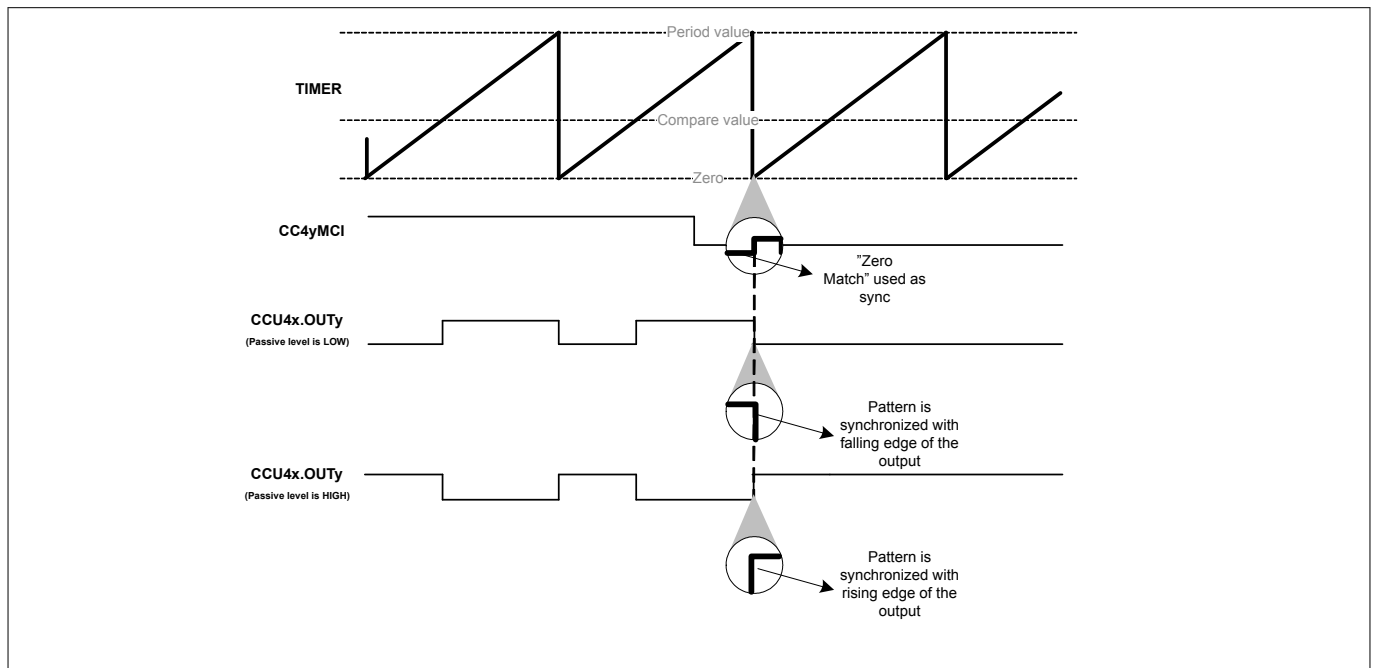 Period value
TIMER
Compare value
Zero
CC4yMCI
"Zero
Match" used as
sync
CCU4x.OUTy
(Passive level is LOW)
Pattern is
synchronized with
falling edge of the
output
CCU4x.OUTy
(Passive level is HIGH)
Pattern is
synchronized with
rising edge of the
output